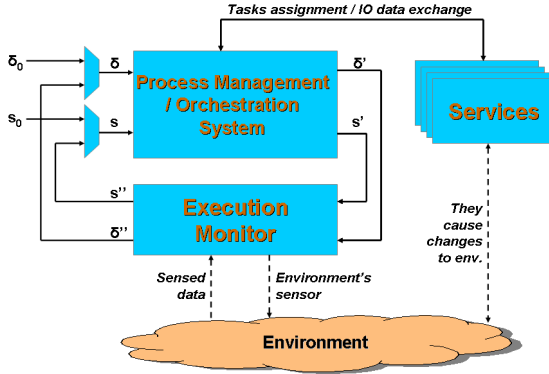 Tasks assignment / IO data exchange
δ₀
δ
δ’
Process Management
/ Orchestration
System
Services
s₀
s
s’
s’’
Execution
Monitor
δ’’
They
cause
changes
to env.
Sensed
data
Environment’s
sensor
Environment